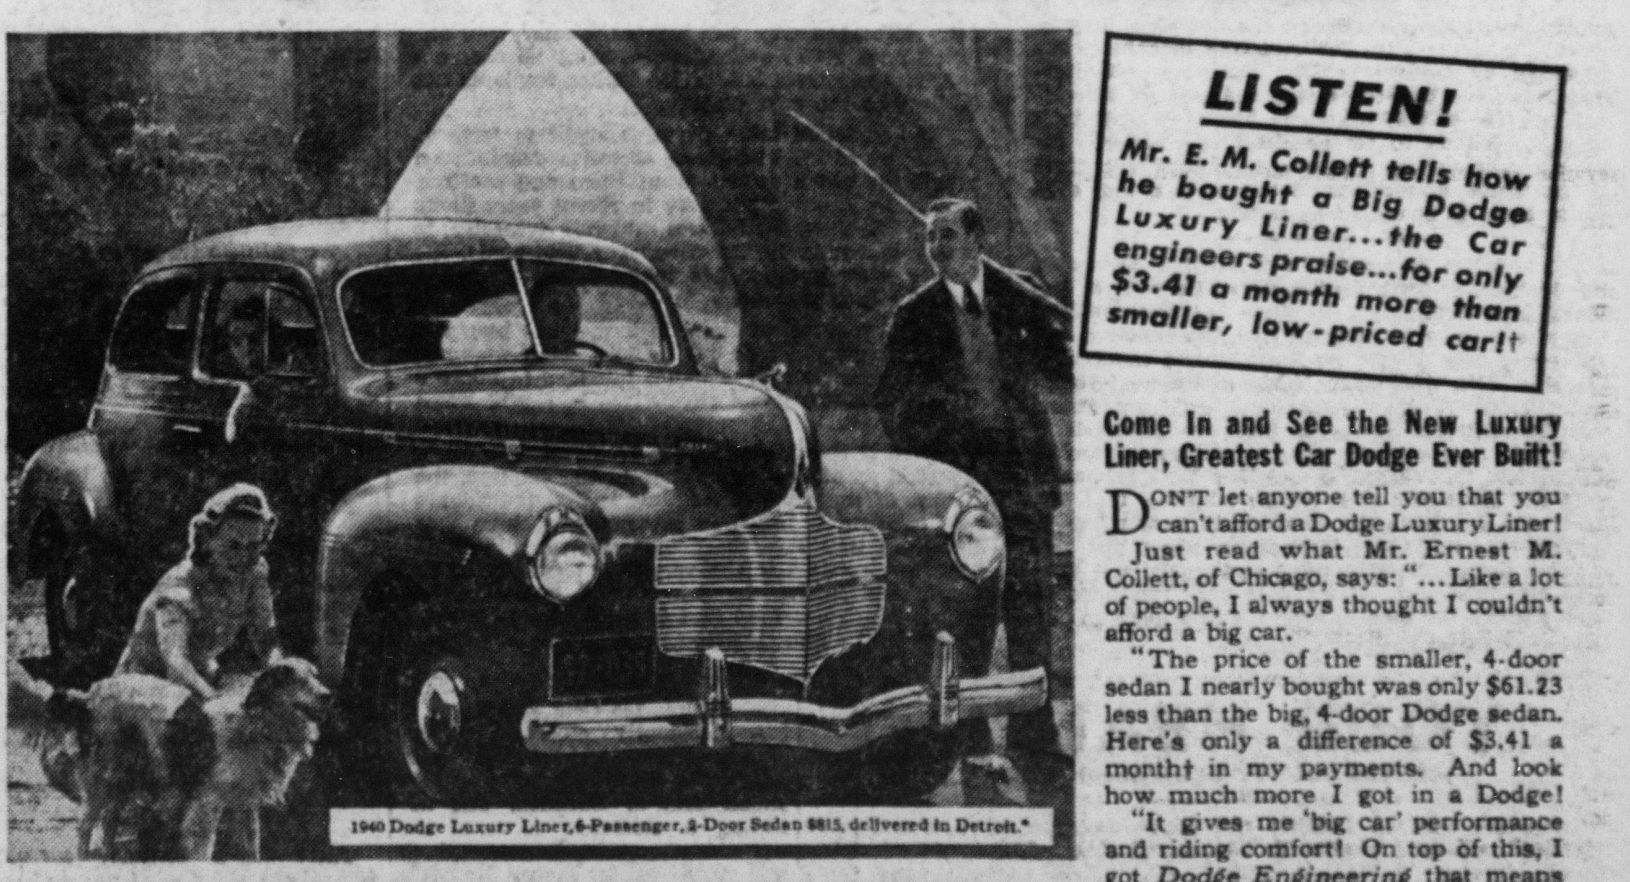 LISTEN!
Mr. E. M. Collett tells how
he bought a Big Dodge
Luxury Liner...the Car
engineers praise...for only
$3.41 a month more than
smaller, low-priced car!†
Come In and See the New Luxury
Liner, Greatest Car Dodge Ever Built!
DON'T let anyone tell you that you
can't afford a Dodge Luxury Liner!
Just read what Mr. Ernest M.
Collett, of Chicago, says: "...Like a lot
of people, I always thought I couldn't
afford a big car.
"The price of the smaller, 4-door
sedan I nearly bought was only $61.23
less than the big, 4-door Dodge sedan.
Here's only a difference of $3.41 a
month† in my payments. And look
how much more I got in a Dodge!
"It gives me 'big car' performance
and riding comfort! On top of this, I
got Dodge Engineering that means
1940 Dodge Luxury Liner, 6-Passenger, 2-Door Sedan $815, delivered in Detroit.*